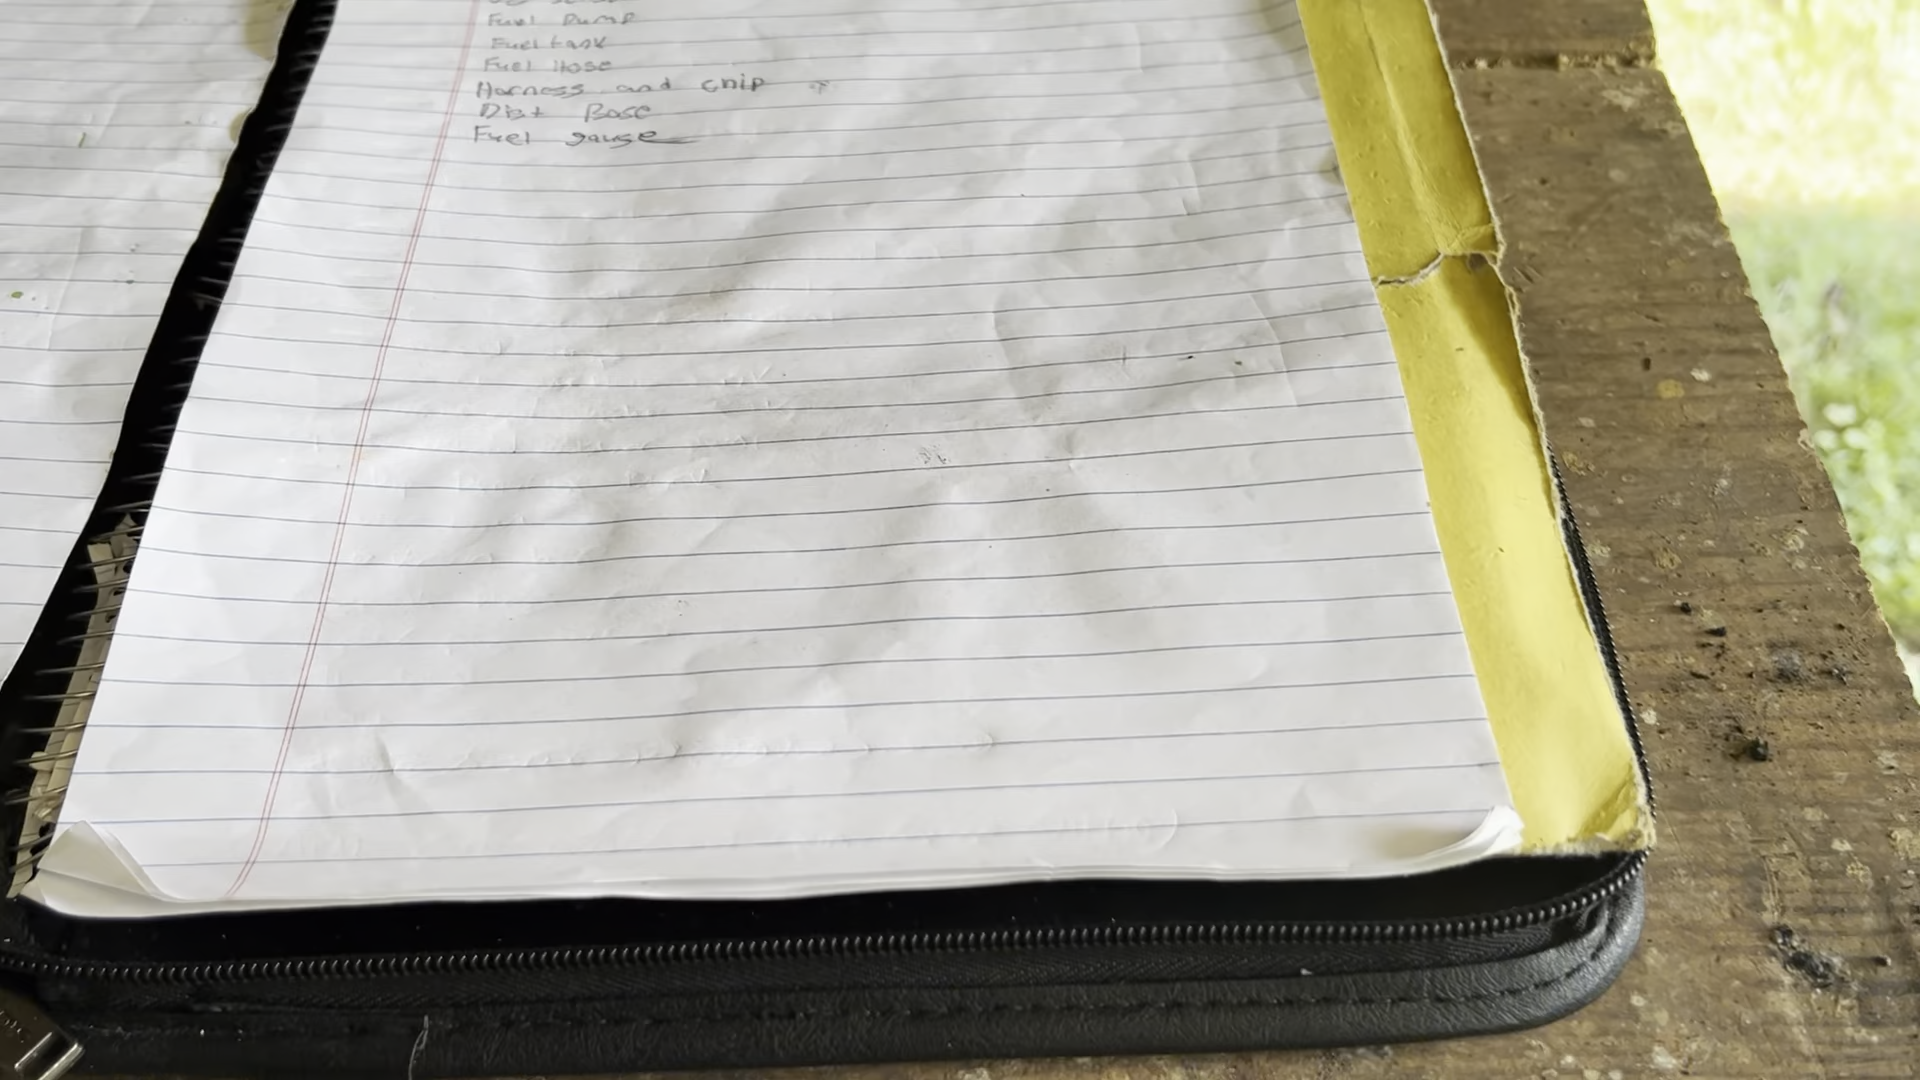 Fuel Pump
Fuel tank
Fuel Hose
Harness and chip
Dist Base
Fuel gauge